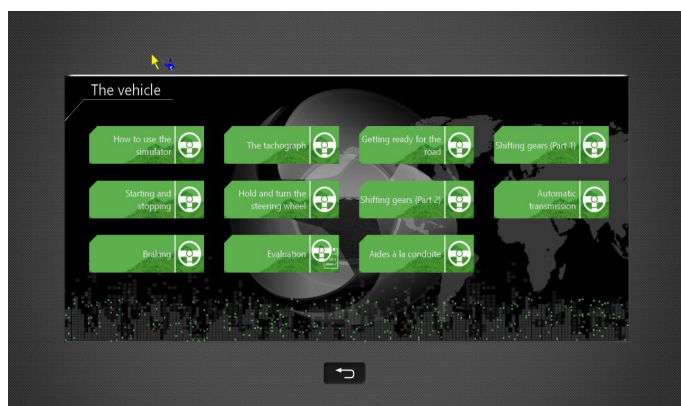 The vehicle
How to use the
simulator
The tachograph
Getting ready for the
road
Shifting gears (Part 1)
Starting and
stopping
Hold and turn the
steering wheel
Shifting gears (Part 2)
Automatic
transmission
Braking
Evaluation
Aides à la conduite